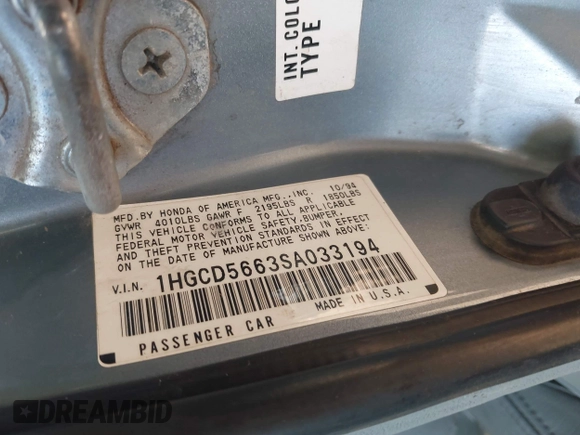 INT.COLO
TYPE
MFD.BY HONDA OF AMERICA MFG.,INC. 10/94
GVWR 4010LBS GAWR F 2195LBS R 1850LBS
THIS VEHICLE CONFORMS TO ALL APPLICABLE
FEDERAL MOTOR VEHICLE SAFETY,BUMPER,
AND THEFT PREVENTION STANDARDS IN EFFECT
ON THE DATE OF MANUFACTURE SHOWN ABOVE.
V.I.N. 1HGCD5663SA033194
PASSENGER CAR MADE IN U.S.A.
DREAMBID